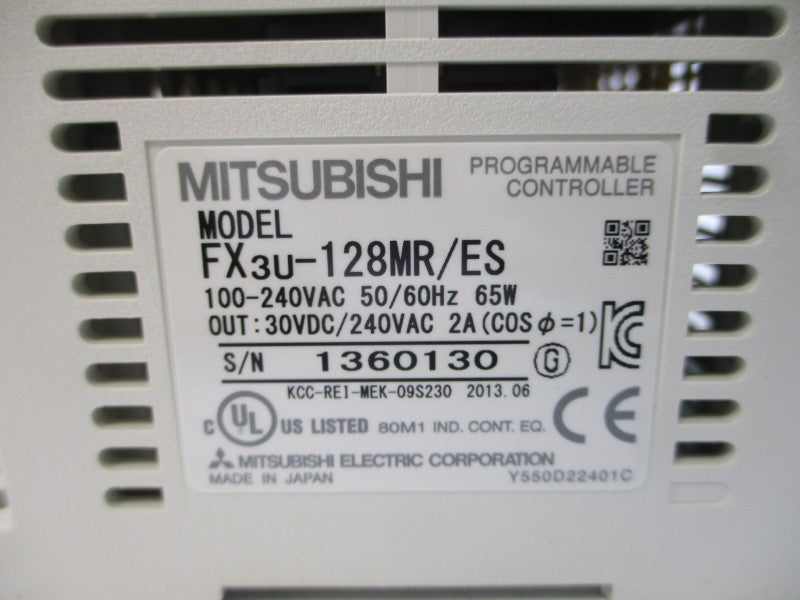 MITSUBISHI PROGRAMMABLE
CONTROLLER
MODEL
FX3U-128MR/ES
100-240VAC 50/60Hz 65W
OUT:30VDC/240VAC 2A(COSφ=1)
S/N 1360130 G
KCC-REI-MEK-09S230 2013.06
C UL US LISTED 80M1 IND. CONT. EQ. CE
MITSUBISHI ELECTRIC CORPORATION
MADE IN JAPAN Y550D22401C